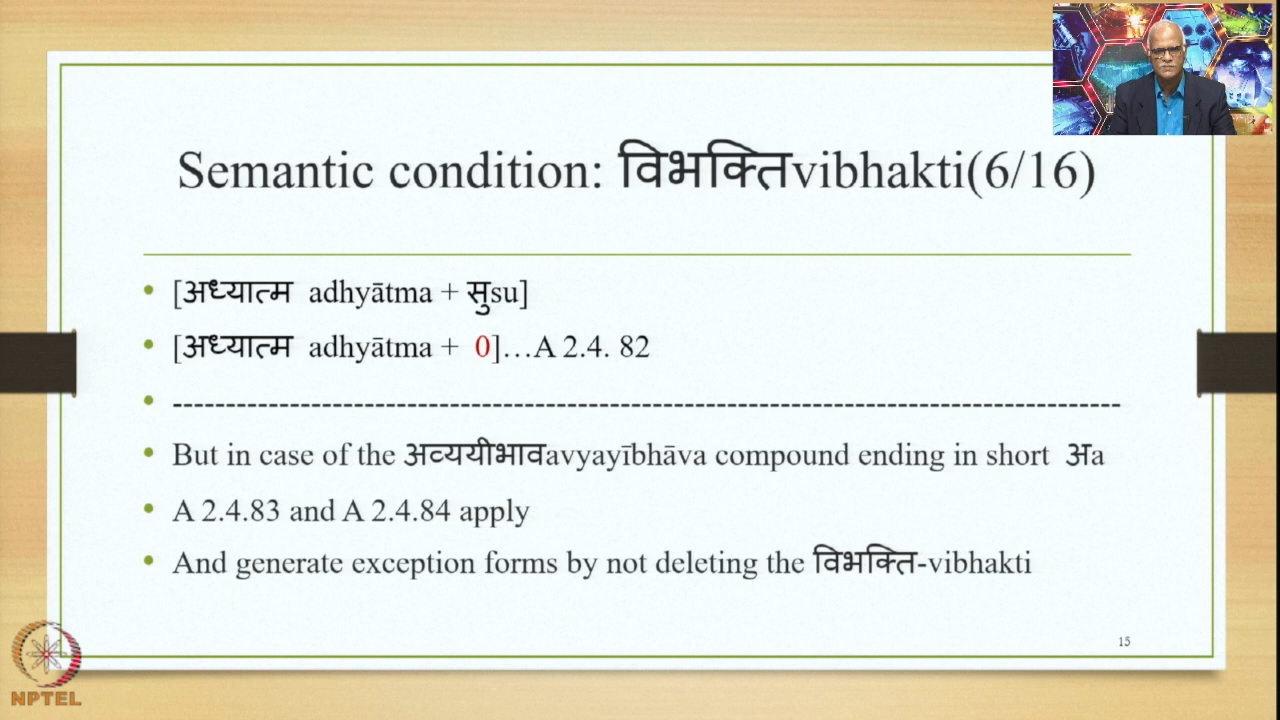 Semantic condition: विभक्तिvibhakti(6/16)
• [अध्यात्म adhyātma + सुsu]
• [अध्यात्म adhyātma + 0]…A 2.4. 82
• -----------------------------------------------------------------------------------------
• But in case of the अव्ययीभावavyayībhāva compound ending in short अa
• A 2.4.83 and A 2.4.84 apply
• And generate exception forms by not deleting the विभक्ति-vibhakti
15
NPTEL